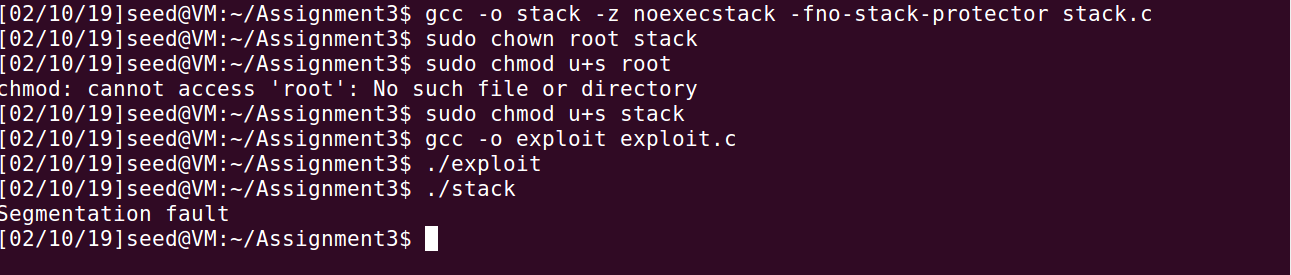 [02/10/19]seed@VM:~/Assignment3$ gcc -o stack -z noexecstack -fno-stack-protector stack.c
[02/10/19]seed@VM:~/Assignment3$ sudo chown root stack
[02/10/19]seed@VM:~/Assignment3$ sudo chmod u+s root
chmod: cannot access 'root': No such file or directory
[02/10/19]seed@VM:~/Assignment3$ sudo chmod u+s stack
[02/10/19]seed@VM:~/Assignment3$ gcc -o exploit exploit.c
[02/10/19]seed@VM:~/Assignment3$ ./exploit
[02/10/19]seed@VM:~/Assignment3$ ./stack
Segmentation fault
[02/10/19]seed@VM:~/Assignment3$